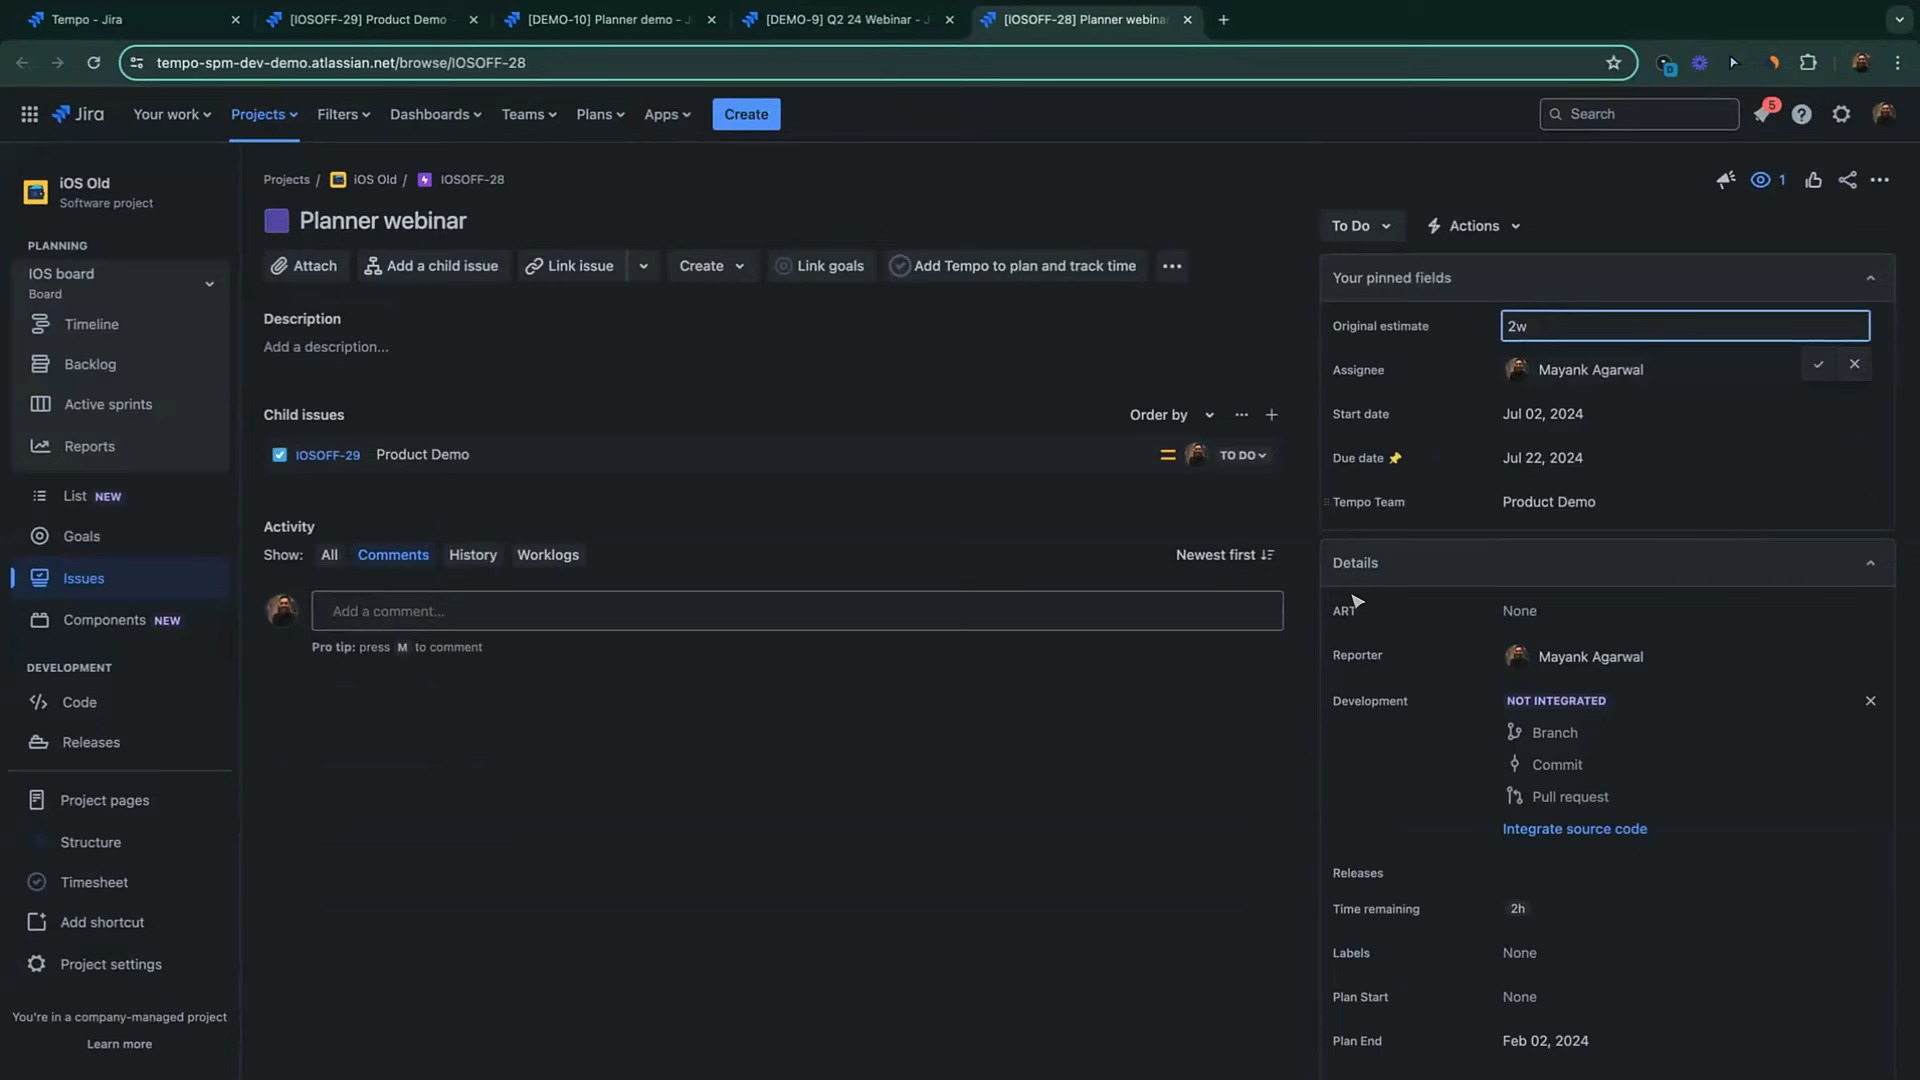 Tempo - Jira
[IOSOFF-29] Product Demo
[DEMO-10] Planner demo - J
[DEMO-9] Q2 24 Webinar - J
[IOSOFF-28] Planner webinar
tempo-spm-dev-demo.atlassian.net/browse/IOSOFF-28
D
Jira
Your work
Projects
Filters
Dashboards
Teams
Plans
Apps
Create
Search
5
iOS Old
Software project
PLANNING
IOS board
Board
Timeline
Backlog
Active sprints
Reports
List NEW
Goals
Issues
Components NEW
DEVELOPMENT
Code
Releases
Project pages
Structure
Timesheet
Add shortcut
Project settings
You're in a company-managed project
Learn more
Projects / iOS Old / IOSOFF-28
Planner webinar
Attach
Add a child issue
Link issue
Create
Link goals
Add Tempo to plan and track time
Description
Add a description...
Child issues
Order by
IOSOFF-29 Product Demo
TO DO
Activity
Show: All Comments History Worklogs
Newest first
Add a comment...
Pro tip: press M to comment
1
To Do
Actions
Your pinned fields
Original estimate 2w
Assignee Mayank Agarwal
Start date Jul 02, 2024
Due date Jul 22, 2024
Tempo Team Product Demo
Details
ART None
Reporter Mayank Agarwal
Development NOT INTEGRATED
Branch
Commit
Pull request
Integrate source code
Releases
Time remaining 2h
Labels None
Plan Start None
Plan End Feb 02, 2024